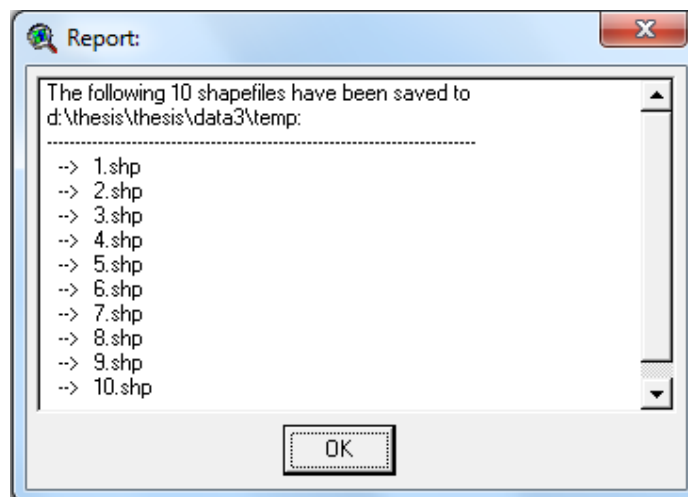 Report:
The following 10 shapefiles have been saved to
d:\thesis\thesis\data3\temp:
--------------------------------------------------------------------------------
--> 1.shp
--> 2.shp
--> 3.shp
--> 4.shp
--> 5.shp
--> 6.shp
--> 7.shp
--> 8.shp
--> 9.shp
--> 10.shp
OK